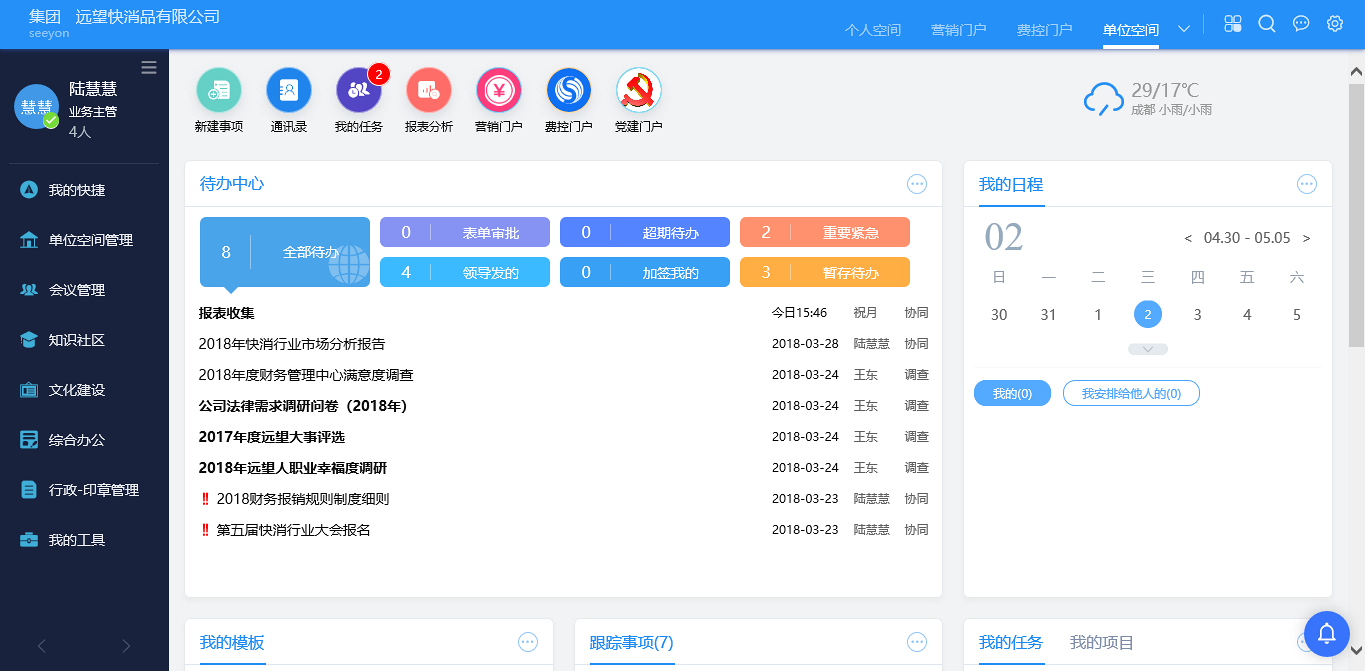 集团 远望快消品有限公司
seeyon
个人空间 营销门户 费控门户 单位空间
慧慧
陆慧慧
业务主管
4人
我的快捷
单位空间管理
会议管理
知识社区
文化建设
综合办公
行政-印章管理
我的工具
2
新建事项 通讯录 我的任务 报表分析 营销门户 费控门户 党建门户
29/17℃
成都 小雨/小雨
待办中心
8 全部待办
0 表单审批
0 超期待办
2 重要紧急
4 领导发的
0 加签我的
3 暂存待办
报表收集 今日15:46 祝月 协同
2018年快消行业市场分析报告 2018-03-28 陆慧慧 协同
2018年度财务管理中心满意度调查 2018-03-24 王东 调查
公司法律需求调研问卷（2018年） 2018-03-24 王东 调查
2017年度远望大事评选 2018-03-24 王东 调查
2018年远望人职业幸福度调研 2018-03-24 王东 调查
!! 2018财务报销规则制度细则 2018-03-23 陆慧慧 协同
!! 第五届快消行业大会报名 2018-03-23 陆慧慧 协同
我的日程
02
< 04.30 - 05.05 >
日 一 二 三 四 五 六
30 31 1 2 3 4 5
我的(0) 我安排给他人的(0)
我的模板
跟踪事项(7)
我的任务 我的项目